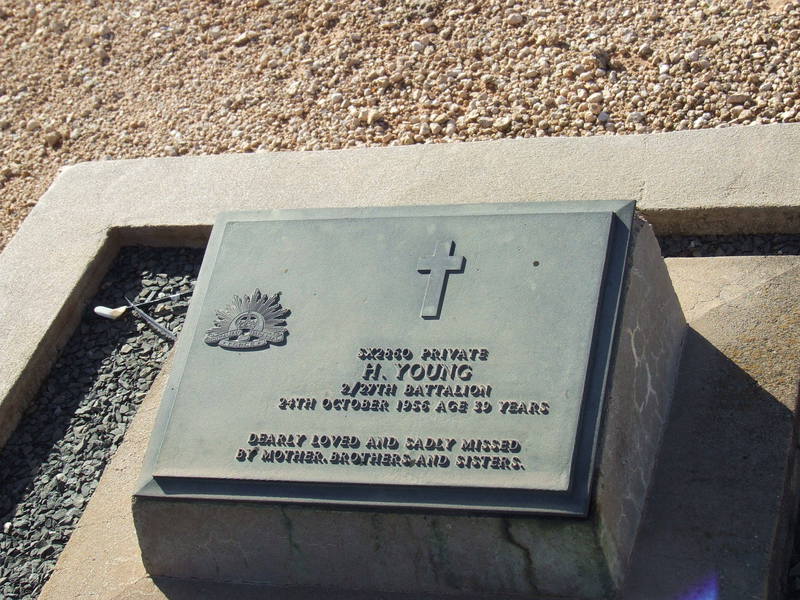 SX2860 PRIVATE
H. YOUNG
2/27TH BATTALION
24TH OCTOBER 1956 AGE 39 YEARS
DEARLY LOVED AND SADLY MISSED
BY MOTHER. BROTHERS AND SISTERS.